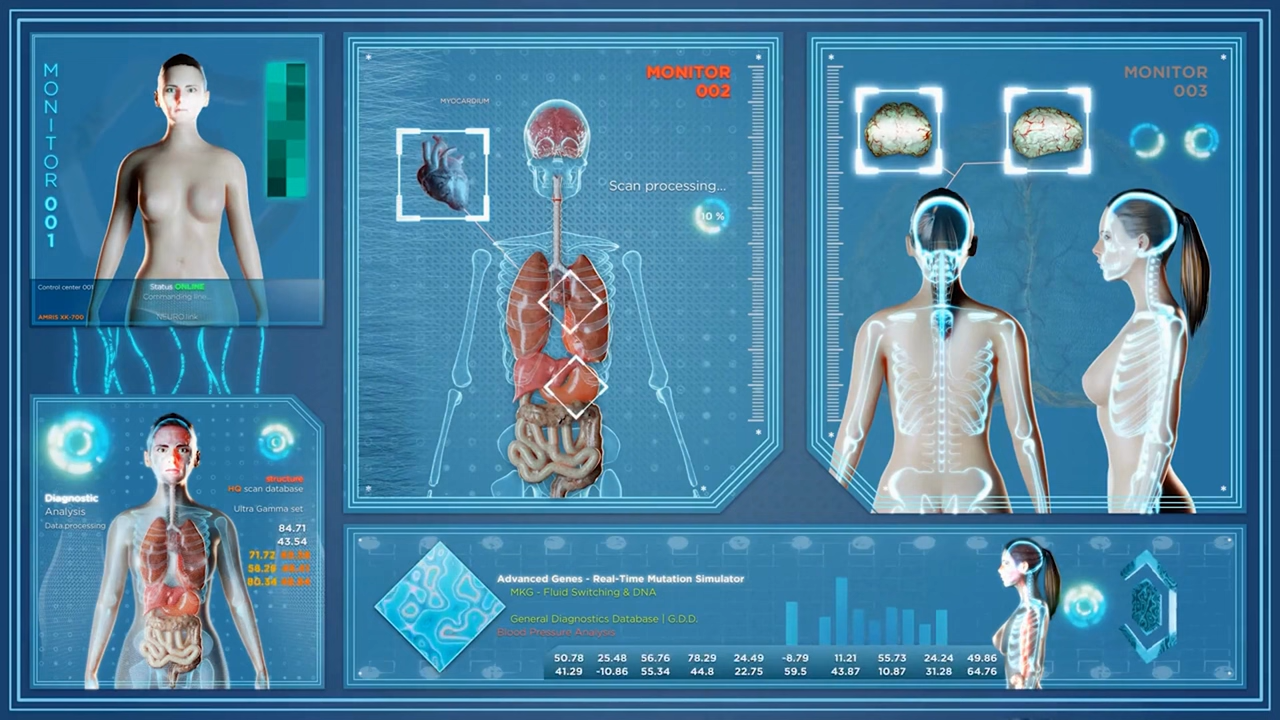 MONITOR 001
Control center 001
Status ONLINE
Commanding line...
AMRIS XK-700
NEURO link
MONITOR
002
MYOCARDIUM
Scan processing...
10 %
MONITOR
003
structure
HQ scan database
Diagnostic
Analysis
Data processing
Ultra Gamma set
84.71
43.54
71.72
56.26
80.34
Advanced Genes - Real-Time Mutation Simulator
MKG - Fluid Switching & DNA
General Diagnostics Database | G.D.D.
Blood Pressure Analysis
50.78 25.48 56.76 78.29 24.49 -8.79 11.21 55.73 24.24 49.86
41.29 -10.86 55.34 44.8 22.75 59.5 43.87 10.87 31.28 64.76